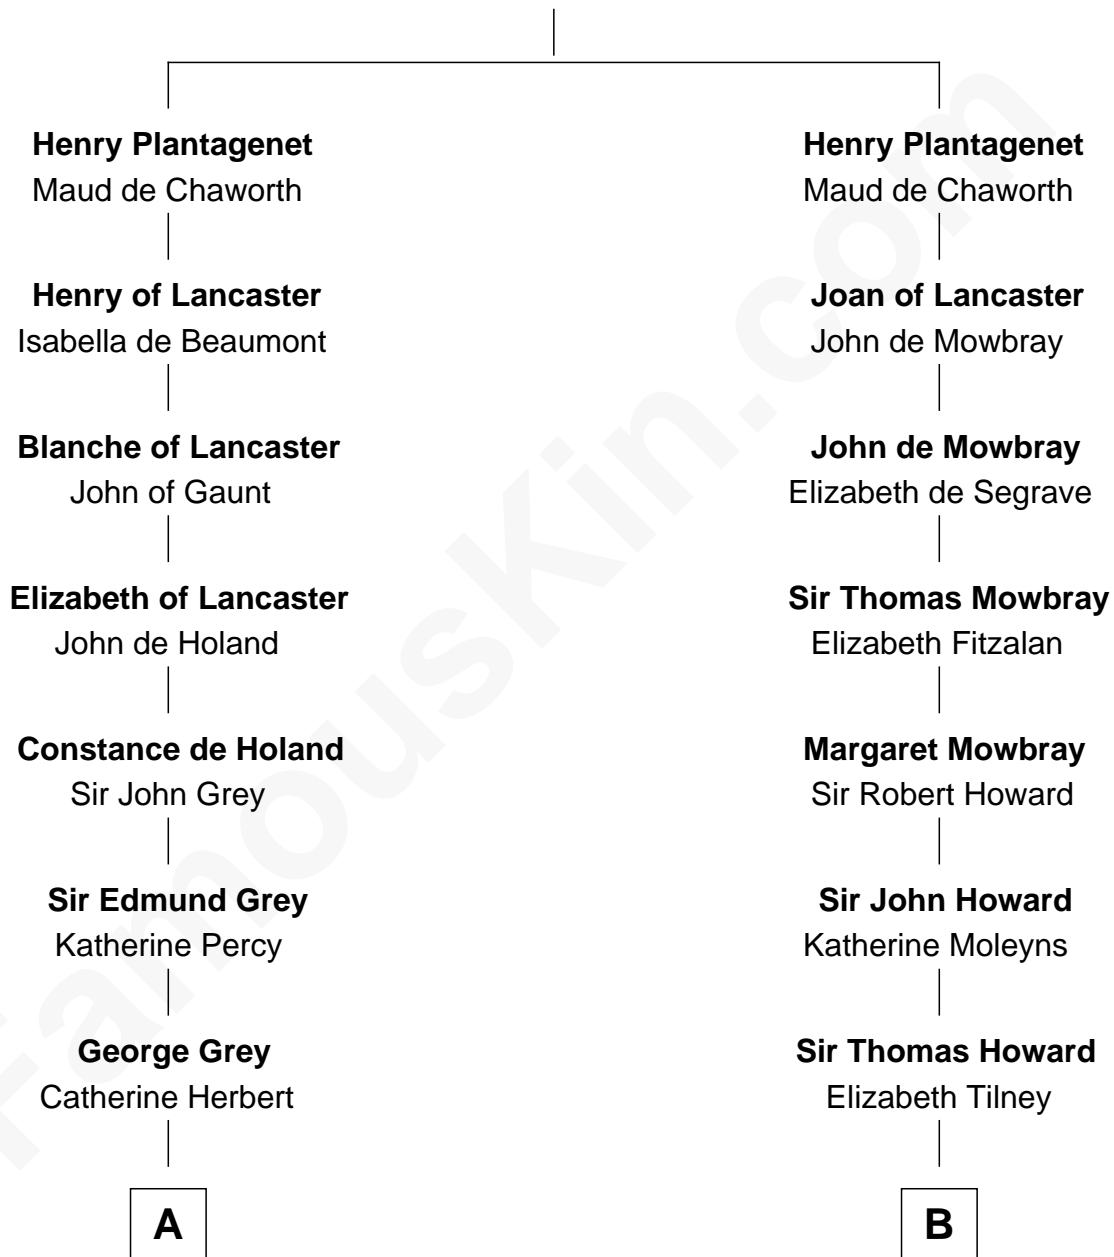 Henry Plantagenet
Maud de Chaworth
Henry of Lancaster
Isabella de Beaumont
Blanche of Lancaster
John of Gaunt
Elizabeth of Lancaster
John de Holand
Constance de Holand
Sir John Grey
Sir Edmund Grey
Katherine Percy
George Grey
Catherine Herbert
A
Henry Plantagenet
Maud de Chaworth
Joan of Lancaster
John de Mowbray
John de Mowbray
Elizabeth de Segrave
Sir Thomas Mowbray
Elizabeth Fitzalan
Margaret Mowbray
Sir Robert Howard
Sir John Howard
Katherine Moleyns
Sir Thomas Howard
Elizabeth Tilney
B
FamousKin.com